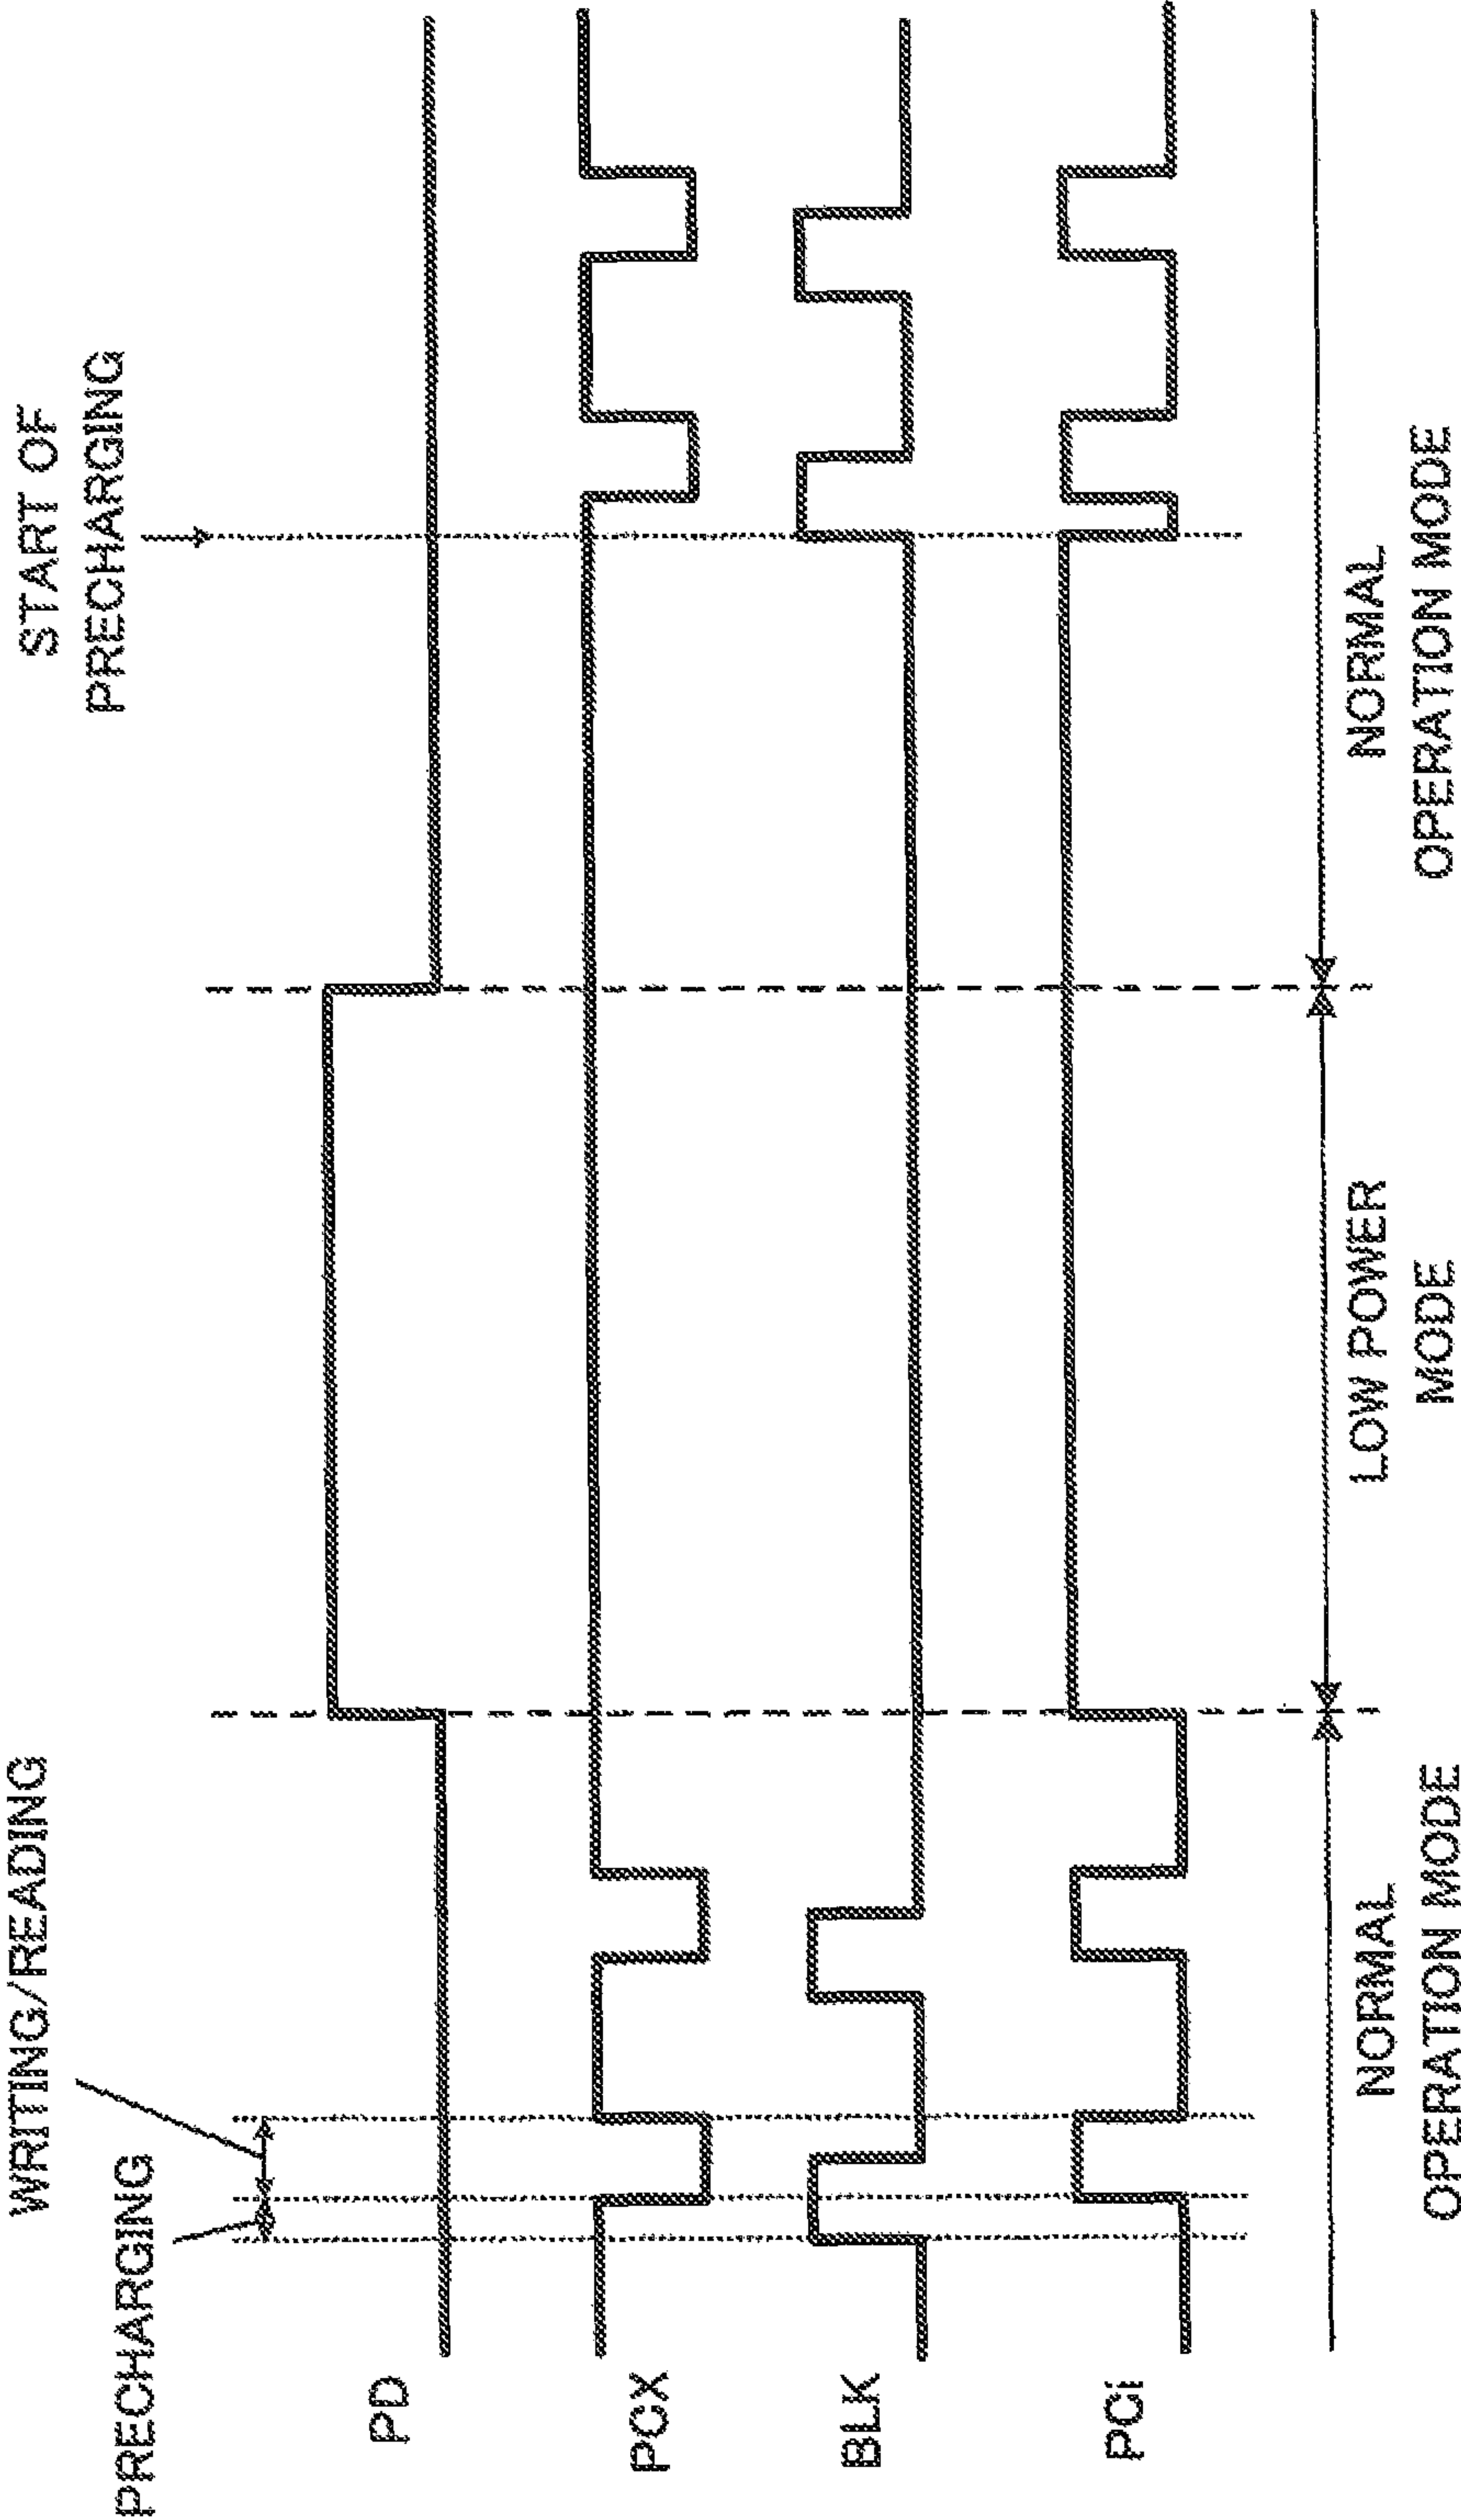 WRITING/READING
PRECHARGING
START OF
PRECHARGING
PD
PCX
BLK
PCi
NORMAL
OPERATION MODE
LOW POWER
MODE
NORMAL
OPERATION MODE